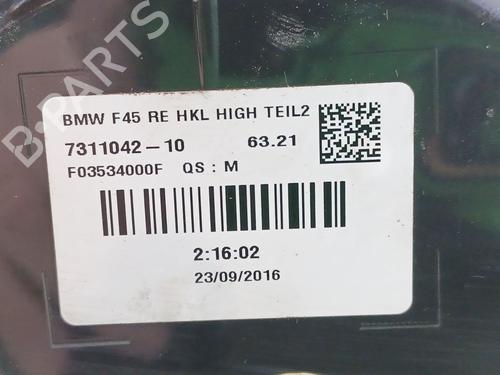 B-PARTS
BMW F45 RE HKL HIGH TEIL2
7311042-10 63.21
F03534000F QS : M
2:16:02
23/09/2016